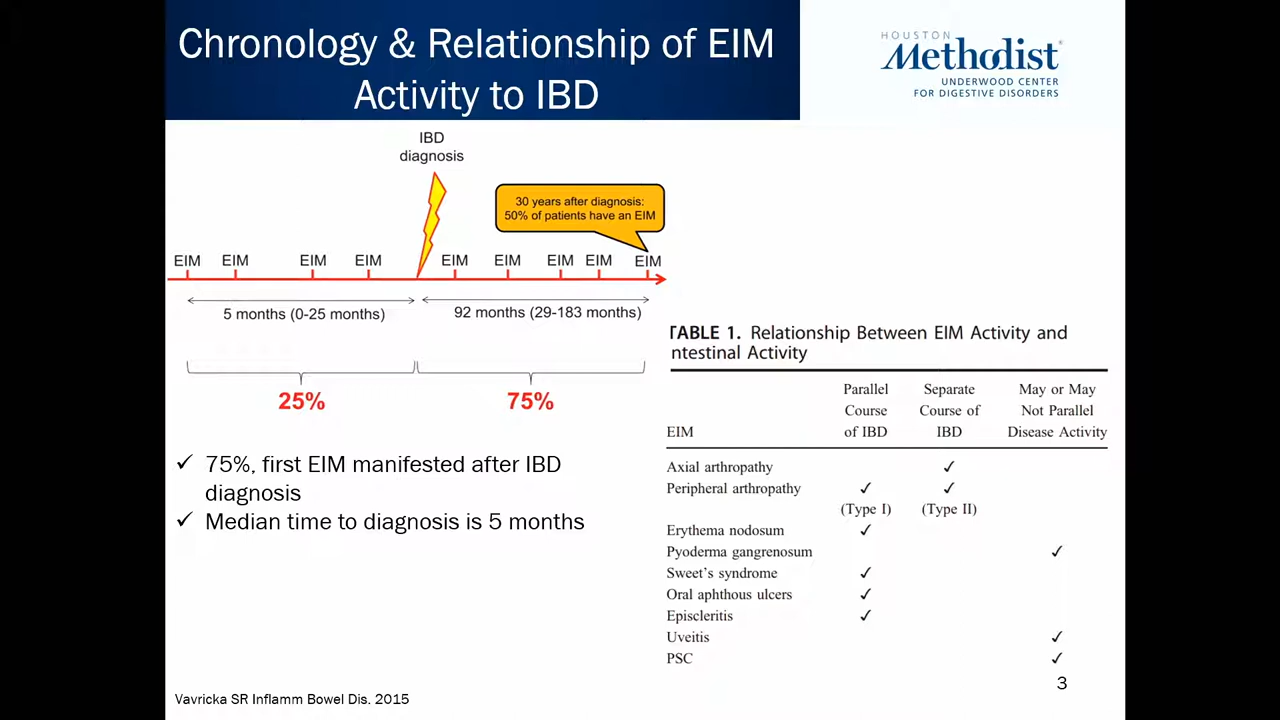 Chronology & Relationship of EIM
Activity to IBD
HOUSTON
Methodist
UNDERWOOD CENTER
FOR DIGESTIVE DISORDERS
IBD
diagnosis
30 years after diagnosis:
50% of patients have an EIM
EIM EIM EIM EIM EIM EIM EIM EIM EIM
5 months (0-25 months) 92 months (29-183 months)
25% 75%
✓ 75%, first EIM manifested after IBD
diagnosis
✓ Median time to diagnosis is 5 months
TABLE 1. Relationship Between EIM Activity and
ntestinal Activity
Parallel Separate May or May
Course Course of Not Parallel
EIM of IBD IBD Disease Activity
Axial arthropathy ✓
Peripheral arthropathy ✓ ✓
(Type I) (Type II)
Erythema nodosum ✓
Pyoderma gangrenosum ✓
Sweet's syndrome ✓
Oral aphthous ulcers ✓
Episcleritis ✓
Uveitis ✓
PSC ✓
3
Vavricka SR Inflamm Bowel Dis. 2015